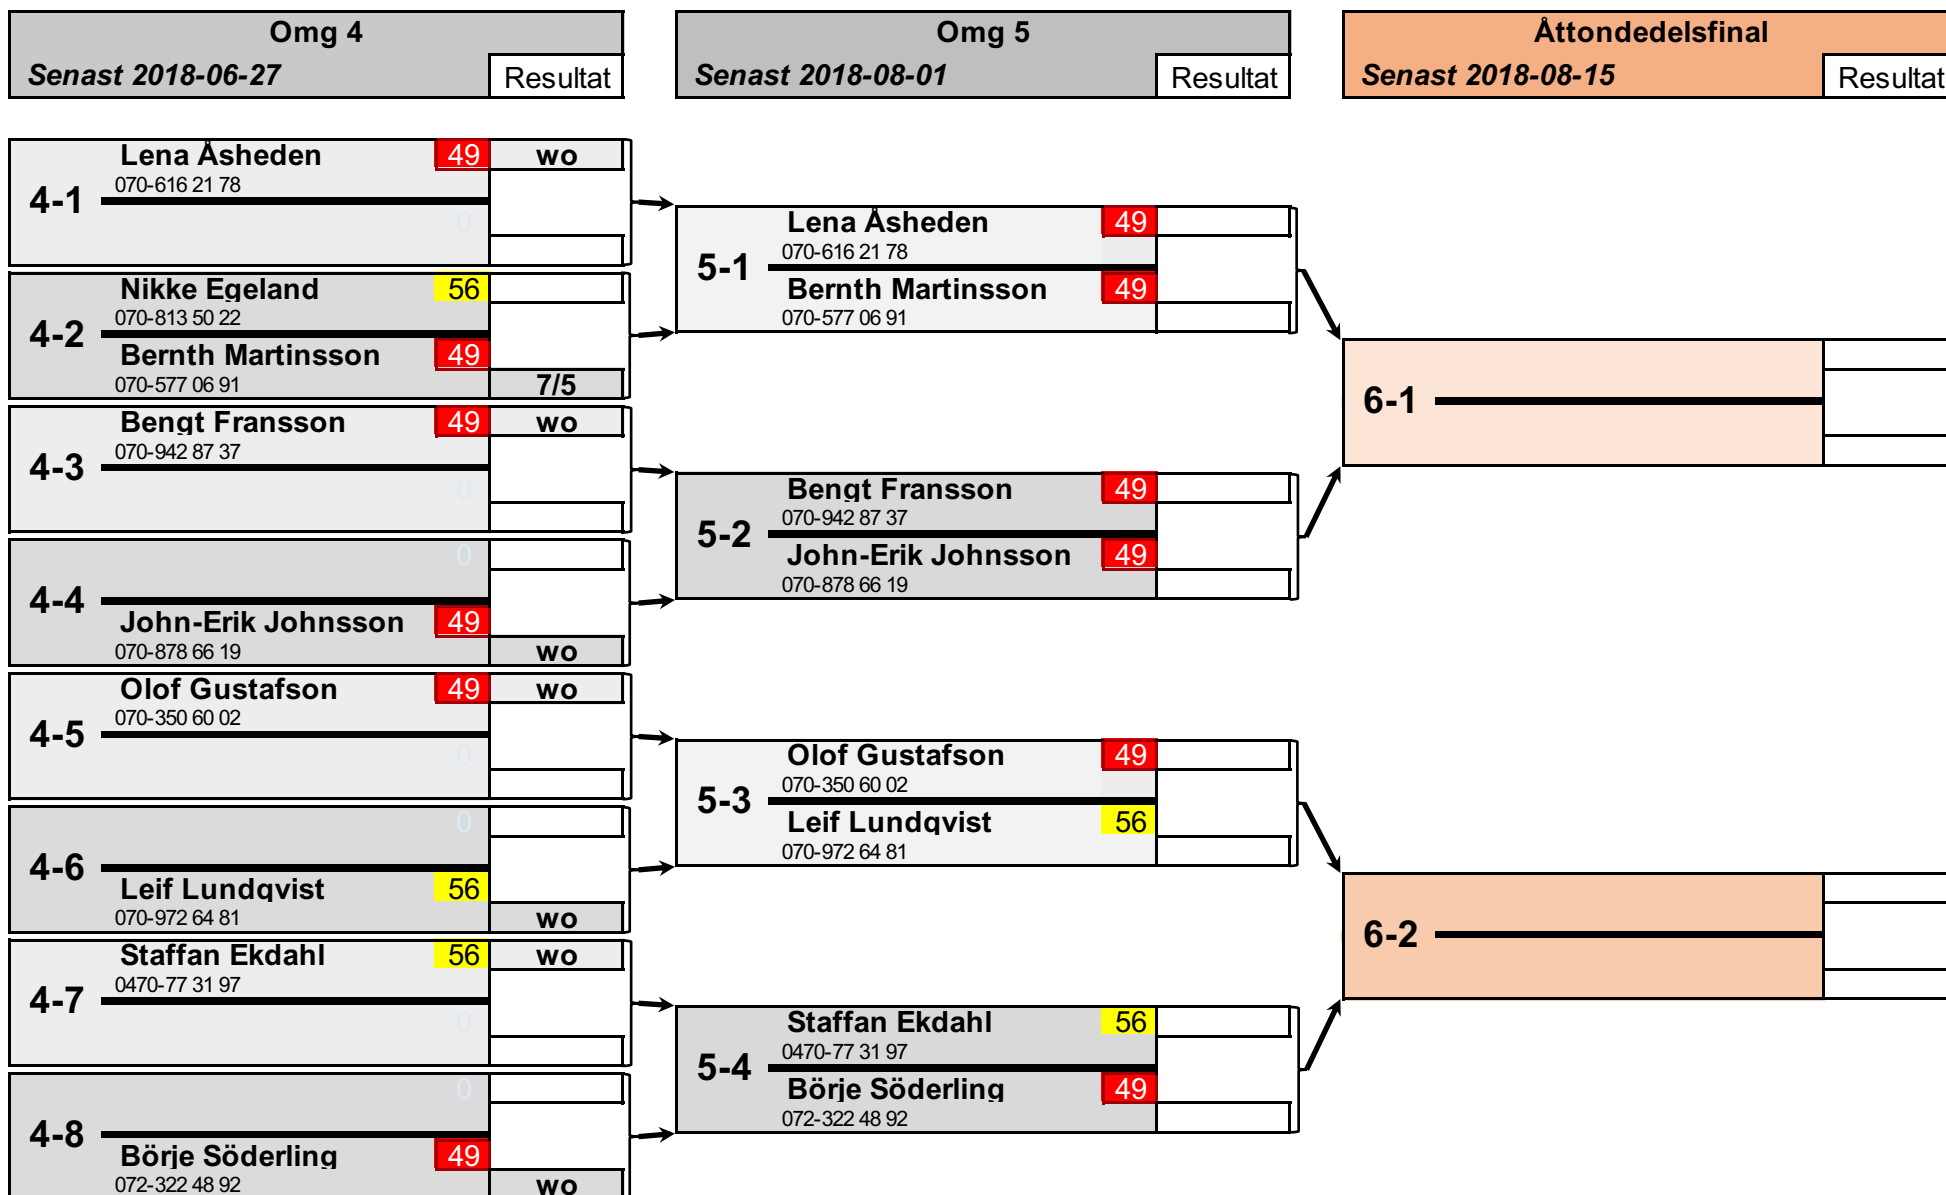 Omg 4
Senast 2018-06-27 Resultat
4-1
Lena Åsheden 49 wo
070-616 21 78
0
4-2
Nikke Egeland 56
070-813 50 22
Bernth Martinsson 49
070-577 06 91 7/5
4-3
Bengt Fransson 49 wo
070-942 87 37
0
4-4
0
John-Erik Johnsson 49
070-878 66 19 wo
4-5
Olof Gustafson 49 wo
070-350 60 02
0
4-6
0
Leif Lundqvist 56
070-972 64 81 wo
4-7
Staffan Ekdahl 56 wo
0470-77 31 97
0
4-8
0
Börje Söderling 49
072-322 48 92 wo
Omg 5
Senast 2018-08-01 Resultat
5-1
Lena Åsheden 49
070-616 21 78
Bernth Martinsson 49
070-577 06 91
5-2
Bengt Fransson 49
070-942 87 37
John-Erik Johnsson 49
070-878 66 19
5-3
Olof Gustafson 49
070-350 60 02
Leif Lundqvist 56
070-972 64 81
5-4
Staffan Ekdahl 56
0470-77 31 97
Börje Söderling 49
072-322 48 92
Åttondedelsfinal
Senast 2018-08-15 Resultat
6-1
6-2